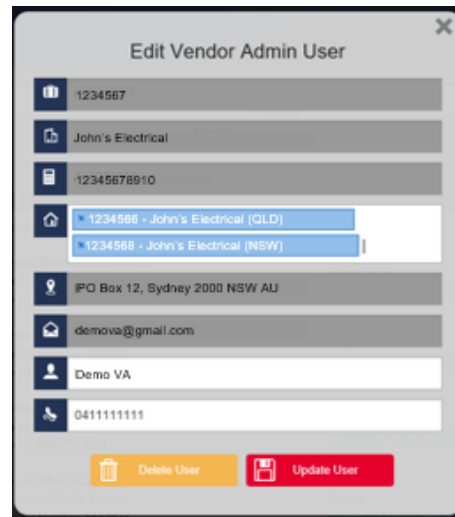 Edit Vendor Admin User
1234567
John's Electrical
12345678910
× 1234566 - John's Electrical (QLD)
×1234568 - John's Electrical (NSW)
PO Box 12, Sydney 2000 NSW AU
demova@gmail.com
Demo VA
0411111111
Delete User
Update User